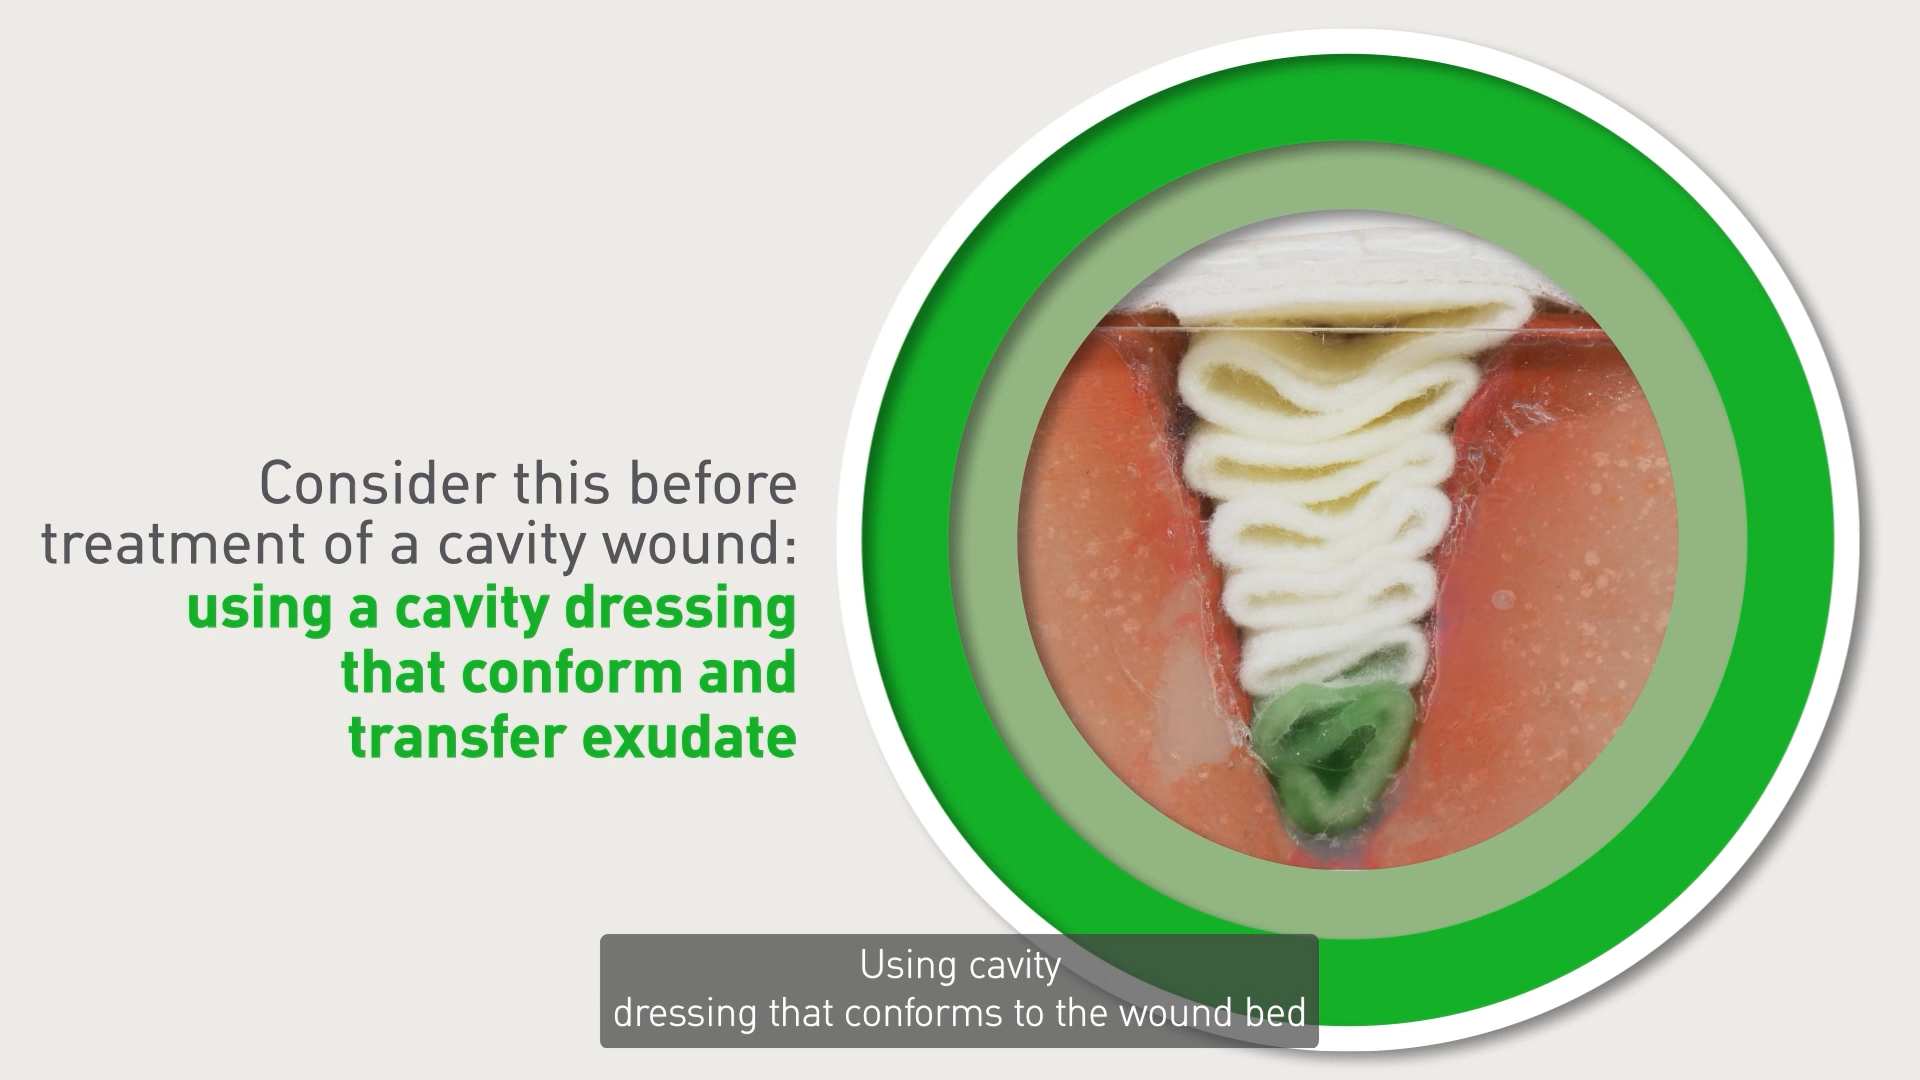 Consider this before
treatment of a cavity wound:
using a cavity dressing
that conform and
transfer exudate
Using cavity
dressing that conforms to the wound bed